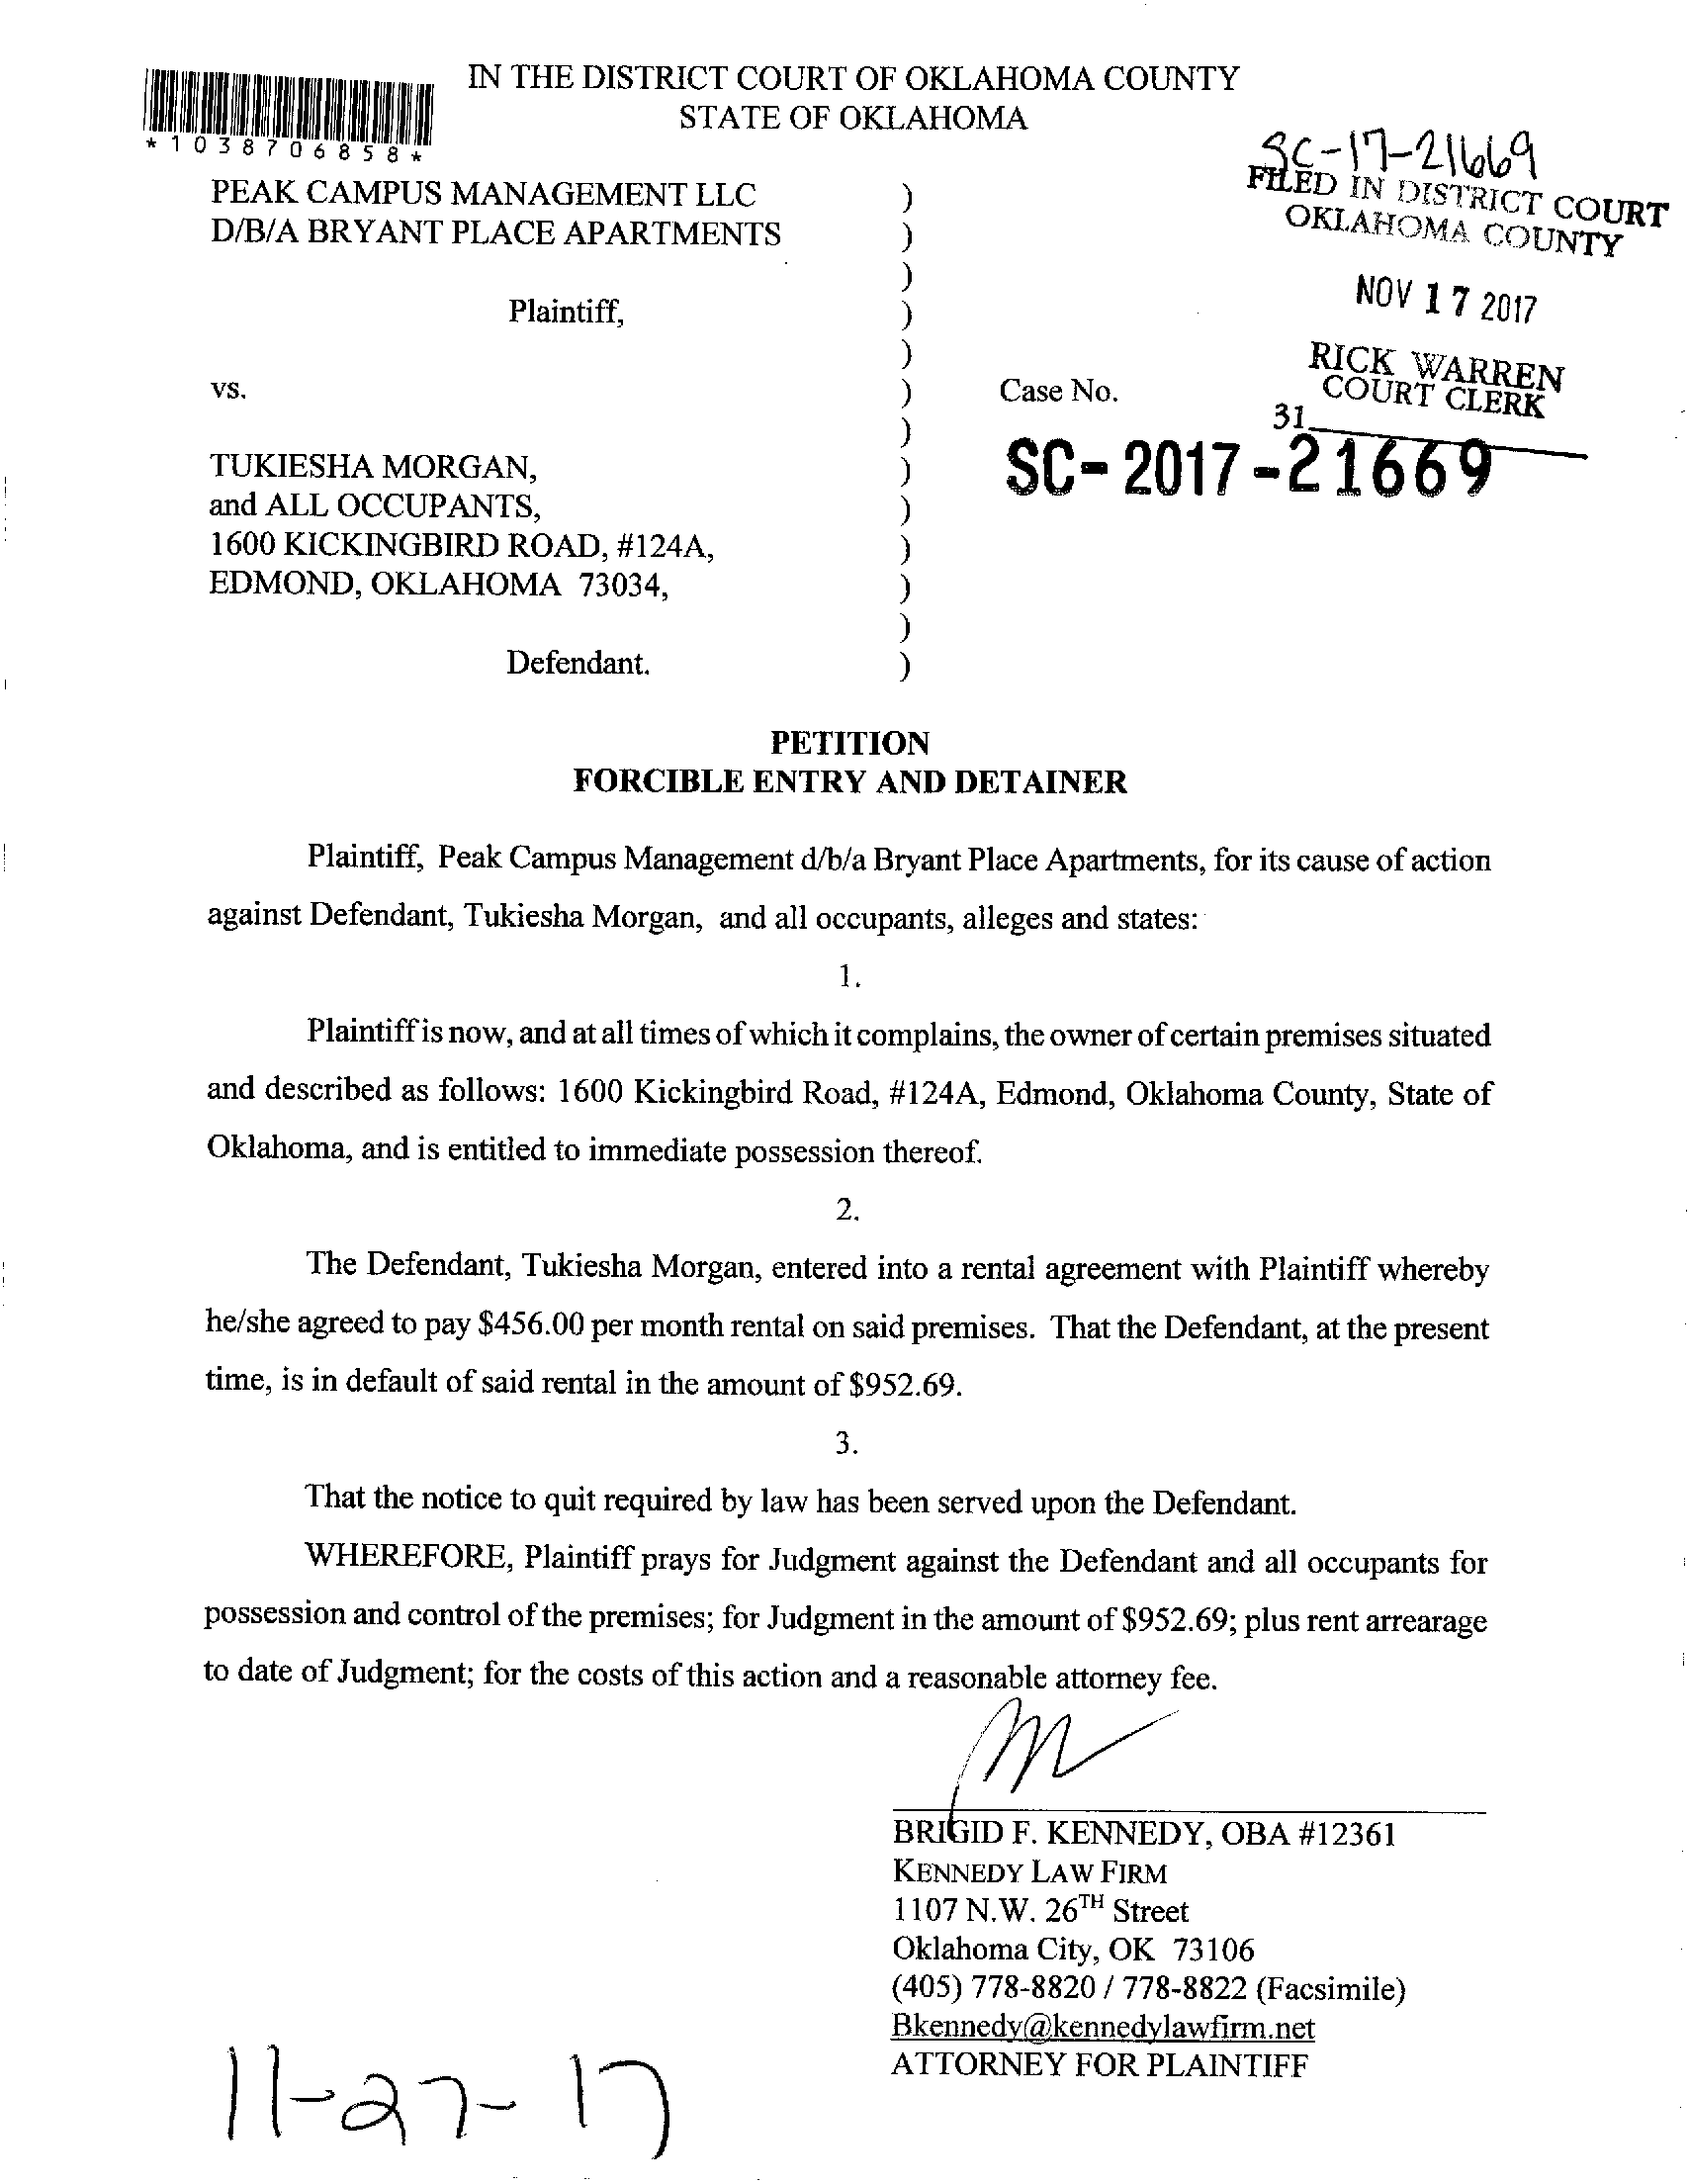 IN THE DISTRICT COURT OF OKLAHOMA COUNTY
STATE OF OKLAHOMA
*1038706858*
SC-17-21669
FILED IN DISTRICT COURT
OKLAHOMA COUNTY
NOV 17 2017
RICK WARREN
COURT CLERK
31
PEAK CAMPUS MANAGEMENT LLC )
D/B/A BRYANT PLACE APARTMENTS )
)
Plaintiff, )
)
vs. ) Case No.
)
SC-2017-21669
TUKIESHA MORGAN, )
and ALL OCCUPANTS, )
1600 KICKINGBIRD ROAD, #124A, )
EDMOND, OKLAHOMA 73034, )
)
Defendant. )
PETITION
FORCIBLE ENTRY AND DETAINER
Plaintiff, Peak Campus Management d/b/a Bryant Place Apartments, for its cause of action
against Defendant, Tukiesha Morgan, and all occupants, alleges and states:
1.
Plaintiff is now, and at all times of which it complains, the owner of certain premises situated
and described as follows: 1600 Kickingbird Road, #124A, Edmond, Oklahoma County, State of
Oklahoma, and is entitled to immediate possession thereof.
2.
The Defendant, Tukiesha Morgan, entered into a rental agreement with Plaintiff whereby
he/she agreed to pay $456.00 per month rental on said premises. That the Defendant, at the present
time, is in default of said rental in the amount of $952.69.
3.
That the notice to quit required by law has been served upon the Defendant.
WHEREFORE, Plaintiff prays for Judgment against the Defendant and all occupants for
possession and control of the premises; for Judgment in the amount of $952.69; plus rent arrearage
to date of Judgment; for the costs of this action and a reasonable attorney fee.
BRIGID F. KENNEDY, OBA #12361
KENNEDY LAW FIRM
1107 N.W. 26TH Street
Oklahoma City, OK 73106
(405) 778-8820 / 778-8822 (Facsimile)
Bkennedy@kennedylawfirm.net
ATTORNEY FOR PLAINTIFF
11-27-17